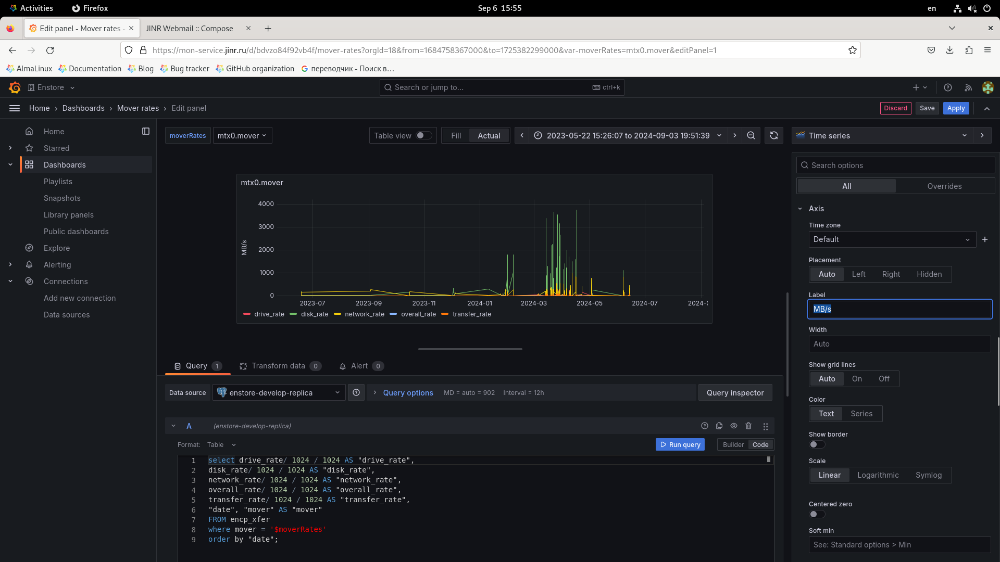 Activities
Firefox
Sep 6 15:55
en
Edit panel - Mover rates -
JINR Webmail :: Compose
https://mon-service.jinr.ru/d/bdvzo84f92vb4f/mover-rates?orgId=18&from=1684758367000&to=1725382299000&var-moverRates=mtx0.mover&editPanel=1
AlmaLinux Documentation Blog Bug tracker GitHub organization переводчик - Поиск в…
Enstore
Search or jump to... ctrl+k
Home › Dashboards › Mover rates › Edit panel
Discard Save Apply
Home
Starred
Dashboards
Playlists
Snapshots
Library panels
Public dashboards
Explore
Alerting
Connections
Add new connection
Data sources
moverRates mtx0.mover
Table view
Fill Actual
2023-05-22 15:26:07 to 2024-09-03 19:51:39
mtx0.mover
MB/s
4000
3000
2000
1000
0
2023-07 2023-09 2023-11 2024-01 2024-03 2024-05 2024-07 2024-(
drive_rate disk_rate network_rate overall_rate transfer_rate
Query 1
Transform data 0
Alert 0
Data source enstore-develop-replica
Query options MD = auto = 902 Interval = 12h
Query inspector
A (enstore-develop-replica)
Format: Table
Run query
Builder Code
1 select drive_rate/ 1024 / 1024 AS "drive_rate",
2 disk_rate/ 1024 / 1024 AS "disk_rate",
3 network_rate/ 1024 / 1024 AS "network_rate",
4 overall_rate/ 1024 / 1024 AS "overall_rate",
5 transfer_rate/ 1024 / 1024 AS "transfer_rate",
6 "date", "mover" AS "mover"
7 FROM encp_xfer
8 where mover = '$moverRates'
9 order by "date";
Time series
Search options
All Overrides
Axis
Time zone
Default
Placement
Auto Left Right Hidden
Label
MB/s
Width
Auto
Show grid lines
Auto On Off
Color
Text Series
Show border
Scale
Linear Logarithmic Symlog
Centered zero
Soft min
See: Standard options > Min